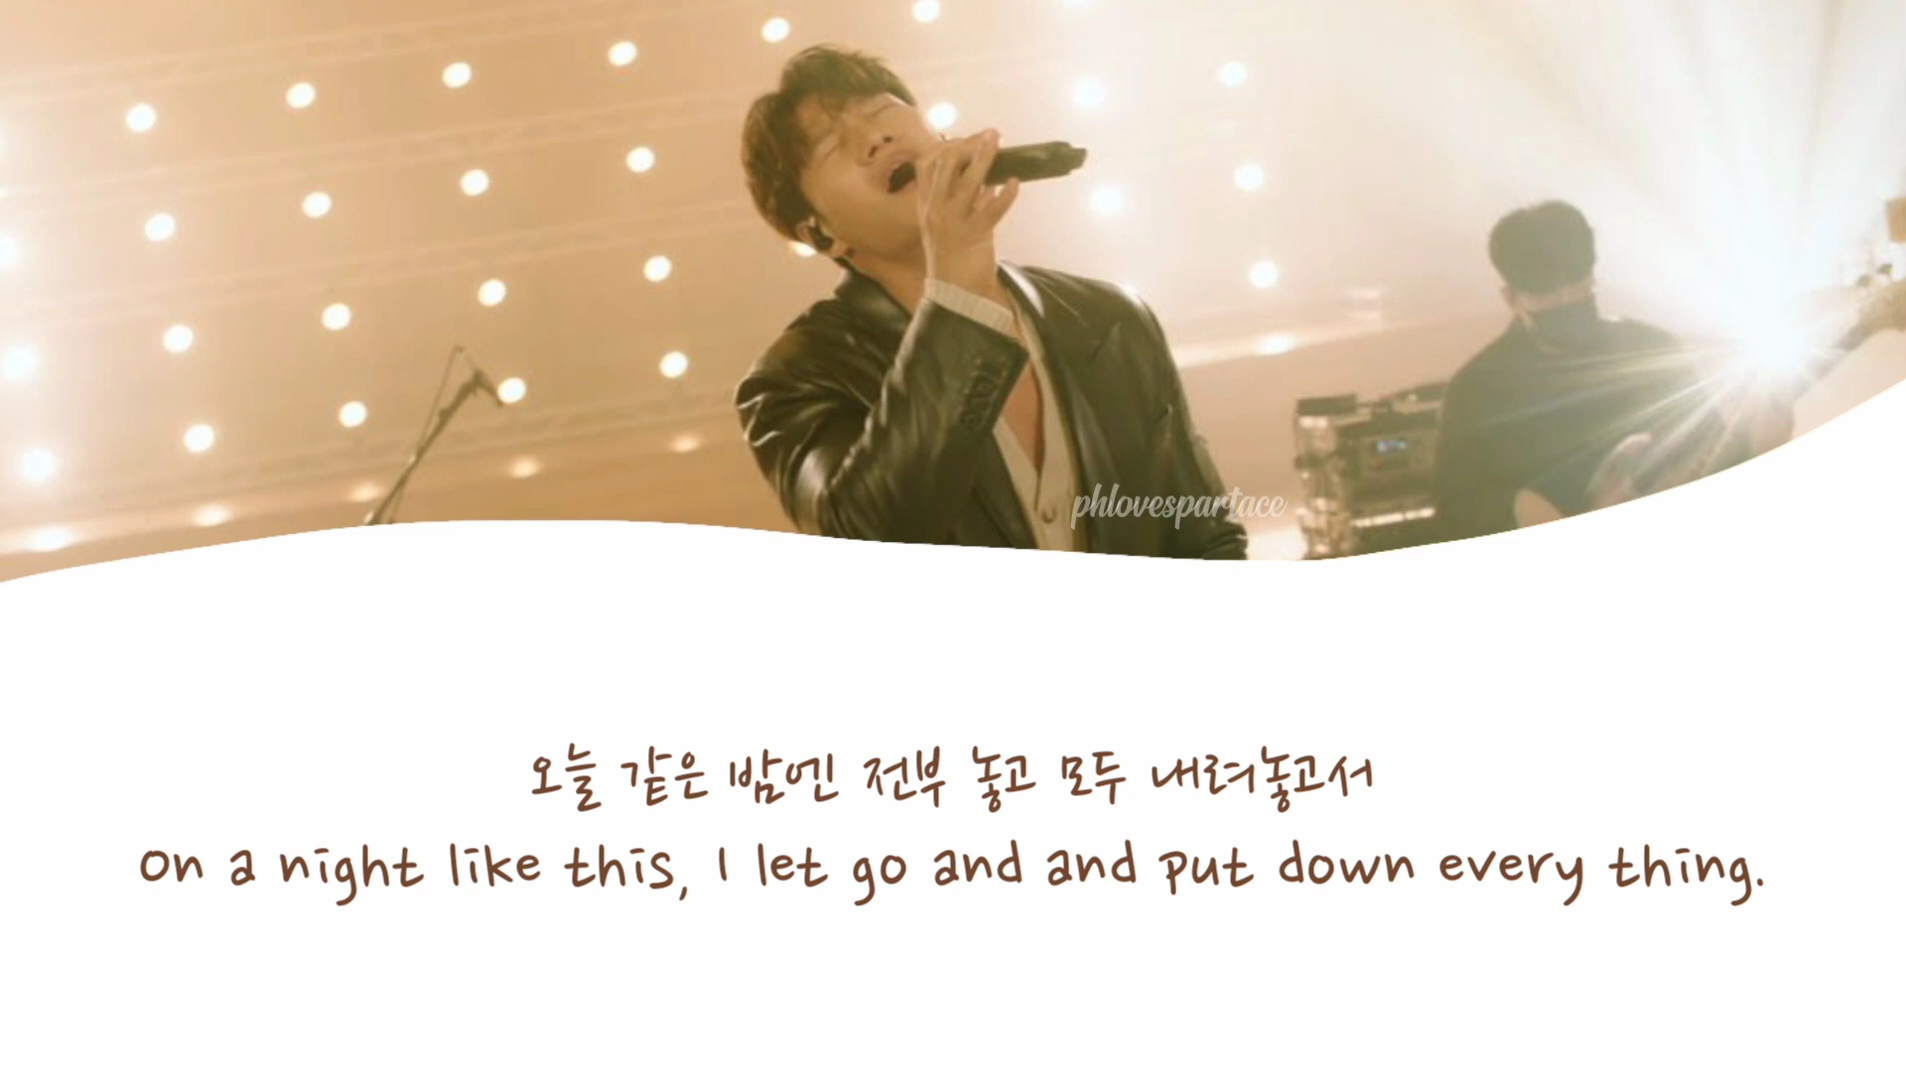 phlovespartace
오늘 같은 밤엔 전부 놓고 모두 내려놓고서
on a night like this, I let go and and put down every thing.